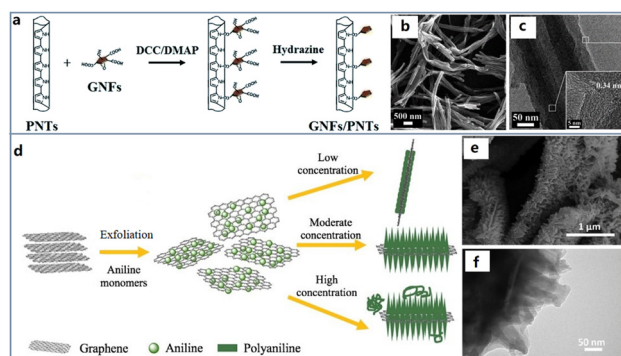 a
DCC/DMAP
Hydrazine
PNTs
GNFs
GNFs/PNTs
b
500 nm
c
0.34 nm
5 nm
50 nm
d
Exfoliation
Aniline
monomers
Low
concentration
Moderate
concentration
High
concentration
Graphene
Aniline
Polyaniline
e
1 μm
f
50 nm